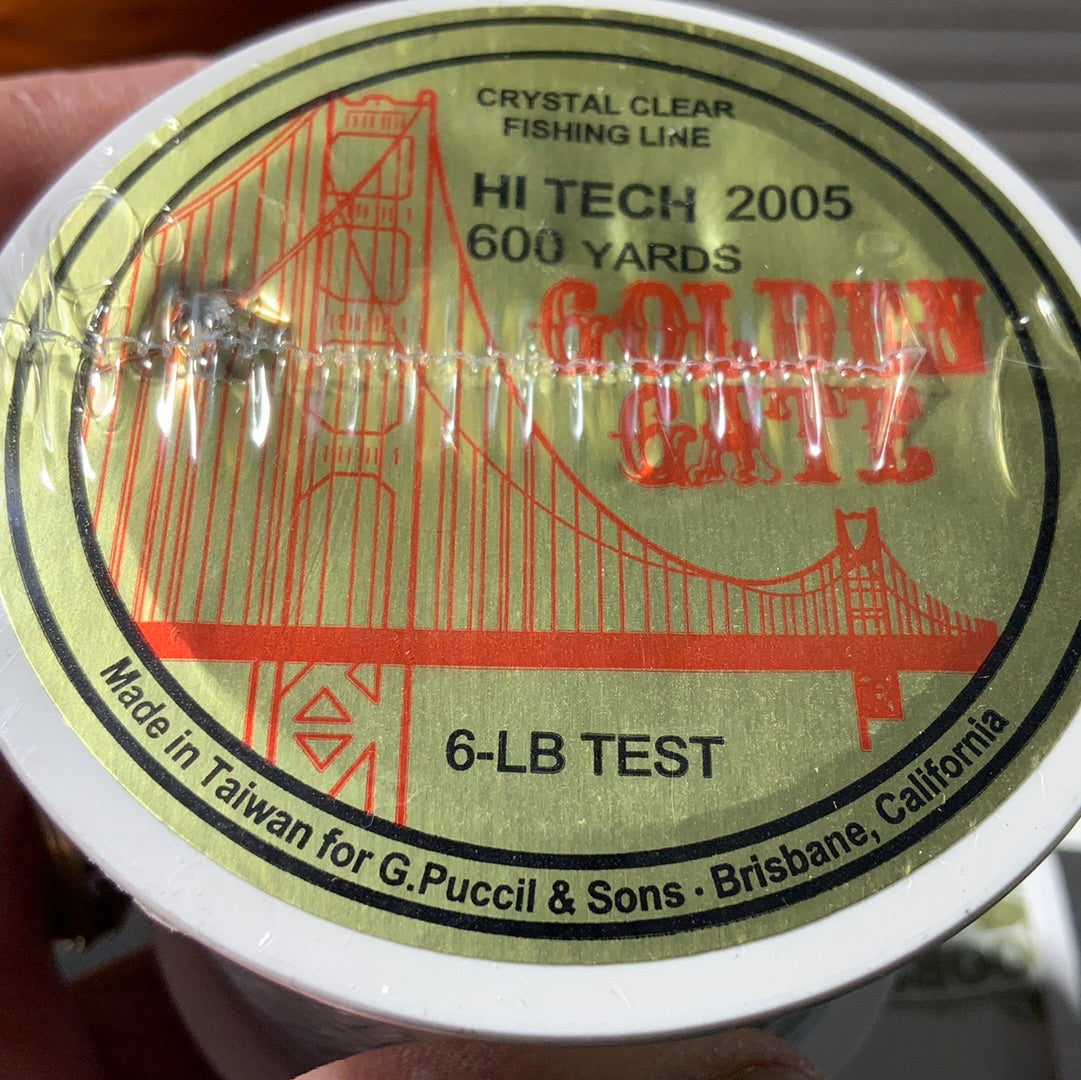 CRYSTAL CLEAR
FISHING LINE
HI TECH 2005
600 YARDS
GOLDEN
GATE
6-LB TEST
Made in Taiwan for G.Puccil & Sons · Brisbane, California